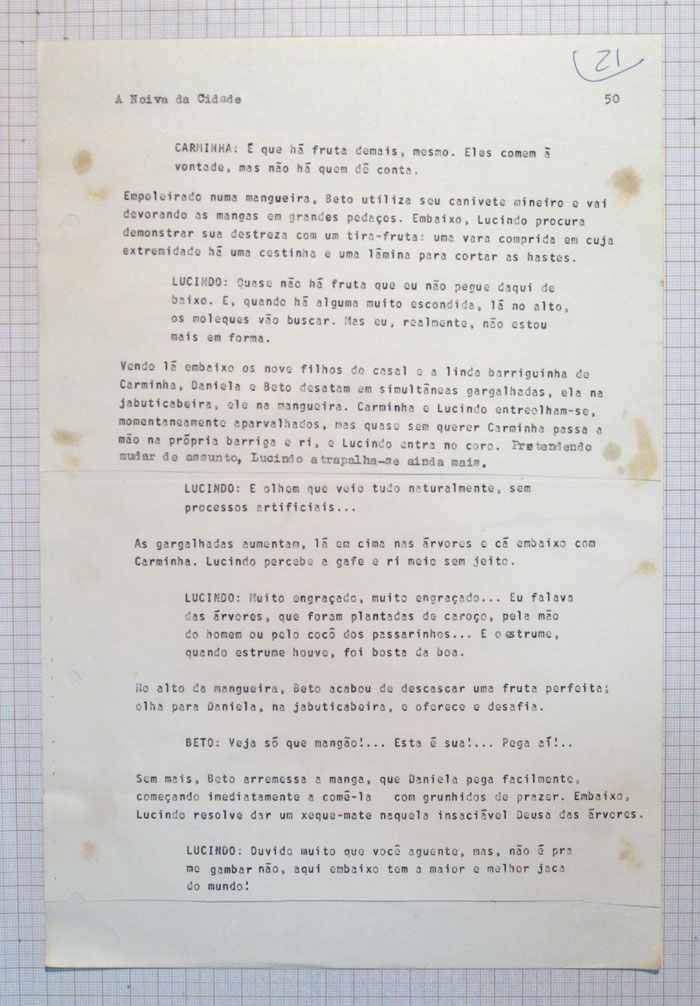 21
A Noiva da Cidade 50
CARMINHA: E que há fruta demais, mesmo. Eles comem à
vontade, mas não há quem dê conta.
Empoleirado numa mangueira, Beto utiliza seu canivete mineiro e vai
devorando as mangas em grandes pedaços. Embaixo, Lucindo procura
demonstrar sua destreza com um tira-fruta: uma vara comprida em cuja
extremidade há uma cestinha e uma lâmina para cortar as hastes.
LUCINDO: Quase não há fruta que eu não pegue daqui de
baixo. E, quando há alguma muito escondida, lá no alto,
os moleques vão buscar. Mas eu, realmente, não estou
mais em forma.
Vendo lá embaixo os nove filhos do casal e a linda barriguinha de
Carminha, Daniela e Beto desatam em simultâneas gargalhadas, ela na
jabuticabeira, ele na mangueira. Carminha e Lucindo entreolham-se,
momentaneamente aparvalhados, mas quase sem querer Carminha passa a
mão na própria barriga e ri, e Lucindo entra no coro. Pretendendo
mudar de assunto, Lucindo atrapalha-se ainda mais.
LUCINDO: E olhem que veio tudo naturalmente, sem
processos artificiais...
As gargalhadas aumentam, lá em cima nas árvores e cá embaixo com
Carminha. Lucindo percebe a gafe e ri meio sem jeito.
LUCINDO: Muito engraçado, muito engraçado... Eu falava
das árvores, que foram plantadas de caroço, pela mão
do homem ou pelo cocô dos passarinhos... E o estrume,
quando estrume houve, foi bosta da boa.
No alto da mangueira, Beto acabou de descascar uma fruta perfeita;
olha para Daniela, na jabuticabeira, e oferece e desafia.
BETO: Veja só que mangão!... Esta é sua!... Pega aí!..
Sem mais, Beto arremessa a manga, que Daniela pega facilmente,
começando imediatamente a comê-la com grunhidos de prazer. Embaixo,
Lucindo resolve dar um xeque-mate naquela insaciável Deusa das árvores.
LUCINDO: Duvido muito que você aguente, mas, não é pra
me gambar não, aqui embaixo tem a maior e melhor jaca
do mundo!